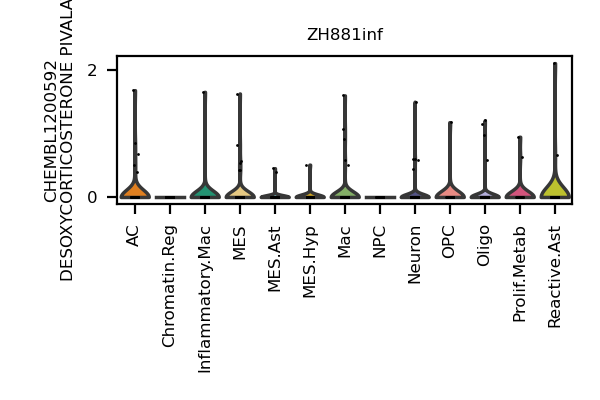 ZH881inf
CHEMBL1200592
DESOXYCORTICOSTERONE PIVALA
2
0
AC
Chromatin.Reg
Inflammatory.Mac
MES
MES.Ast
MES.Hyp
Mac
NPC
Neuron
OPC
Oligo
Prolif.Metab
Reactive.Ast